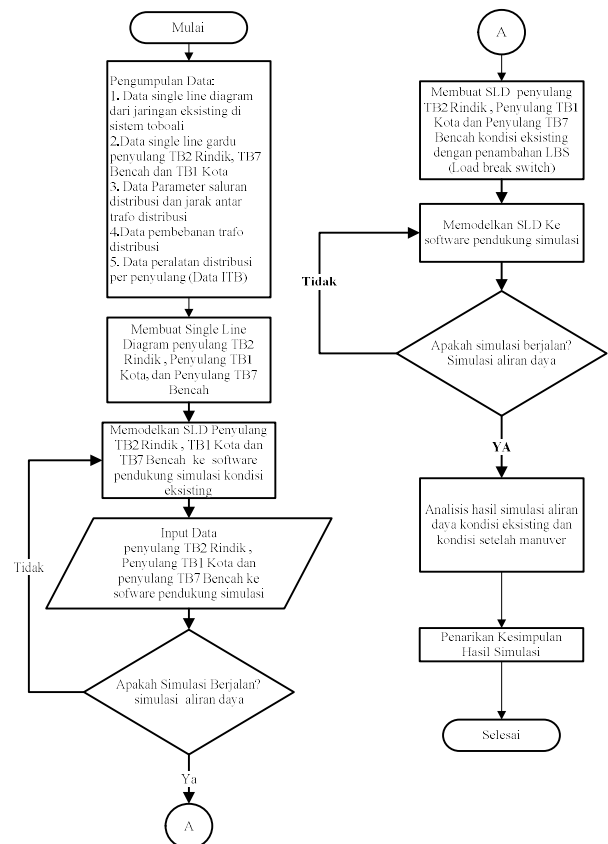 Mulai
Pengumpulan Data:
1. Data single line diagram
dari jaringan eksisting di
sistem toboali
2.Data single line gardu
penyulang TB2 Rindik, TB7
Bencah dan TB1 Kota
3. Data Parameter saluran
distribusi dan jarak antar
trafo distribusi
4.Data pembebanan trafo
distribusi
5. Data peralatan distribusi
per penyulang (Data ITB)
Membuat Single Line
Diagram penyulang TB2
Rindik , Penyulang TB1
Kota, dan Penyulang TB7
Bencah
Memodelkan SLD Penyulang
TB2 Rindik , TB1 Kota dan
TB7 Bencah ke software
pendukung simulasi kondisi
eksisting
Input Data
penyulang TB2 Rindik ,
Penyulang TB1 Kota dan
penyulang TB7 Bencah ke
sofware pendukung simulasi
Tidak
Apakah Simulasi Berjalan?
simulasi aliran daya
Ya
A
A
Membuat SLD penyulang
TB2 Rindik , Penyulang TB1
Kota dan Penyulang TB7
Bencah kondisi eksisting
dengan penambahan LBS
(Load break switch)
Memodelkan SLD Ke
software pendukung simulasi
Tidak
Apakah simulasi berjalan?
Simulasi aliran daya
YA
Analisis hasil simulasi aliran
daya kondisi eksisting dan
kondisi setelah manuver
Penarikan Kesimpulan
Hasil Simulasi
Selesai